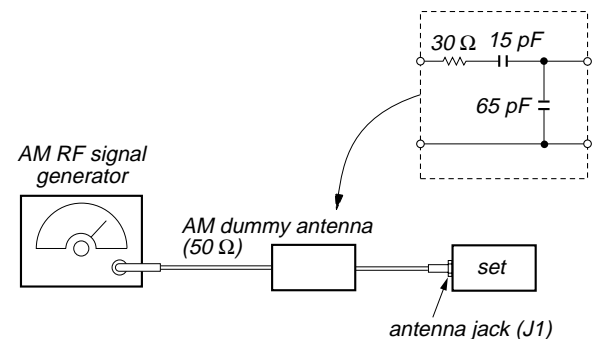 30 Ω 15 pF
65 pF
AM RF signal
generator
AM dummy antenna
(50 Ω)
set
antenna jack (J1)